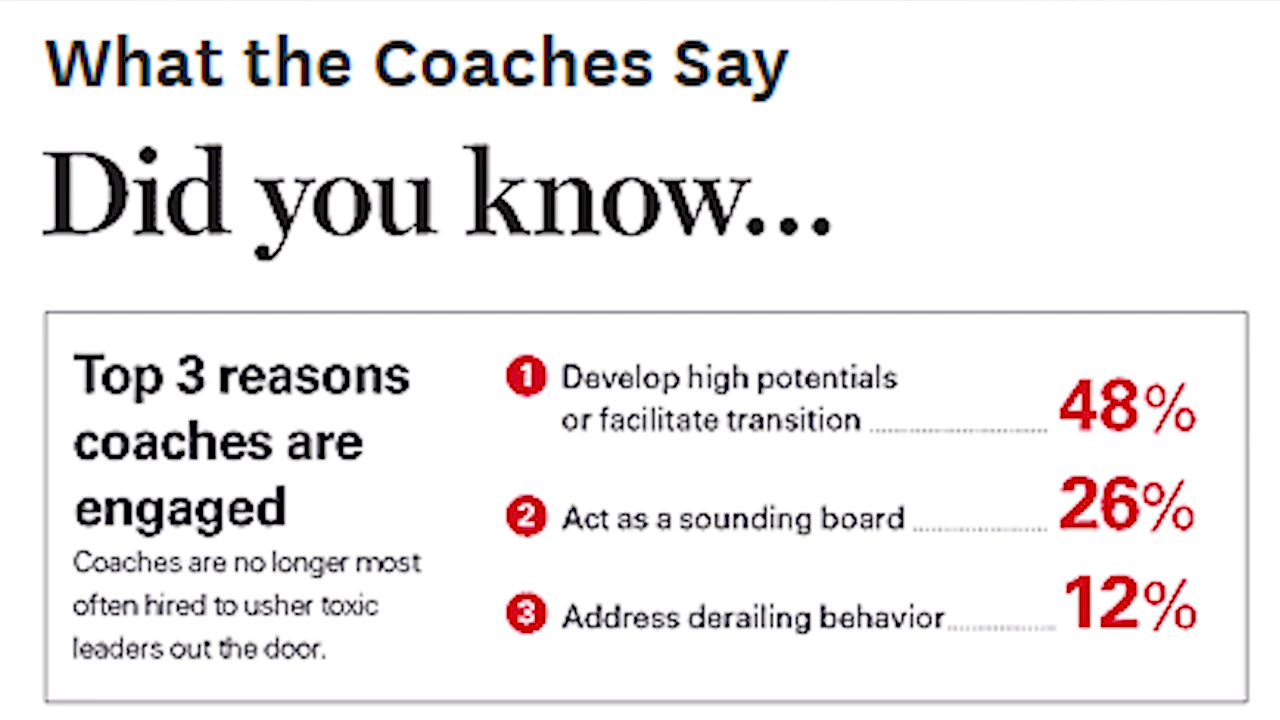 What the Coaches Say
Did you know...
Top 3 reasons
coaches are
engaged
Coaches are no longer most
often hired to usher toxic
leaders out the door.
1 Develop high potentials
or facilitate transition 48%
2 Act as a sounding board 26%
3 Address derailing behavior 12%